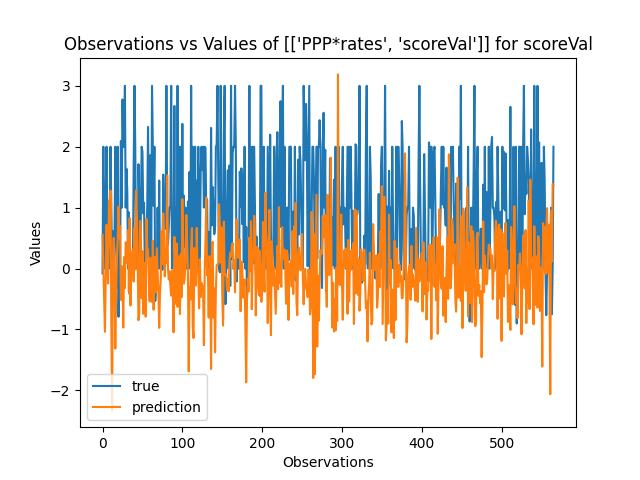 Observations vs Values of [['PPP*rates', 'scoreVal']] for scoreVal
3
2
1
0
−1
−2
Values
true
prediction
0 100 200 300 400 500
Observations